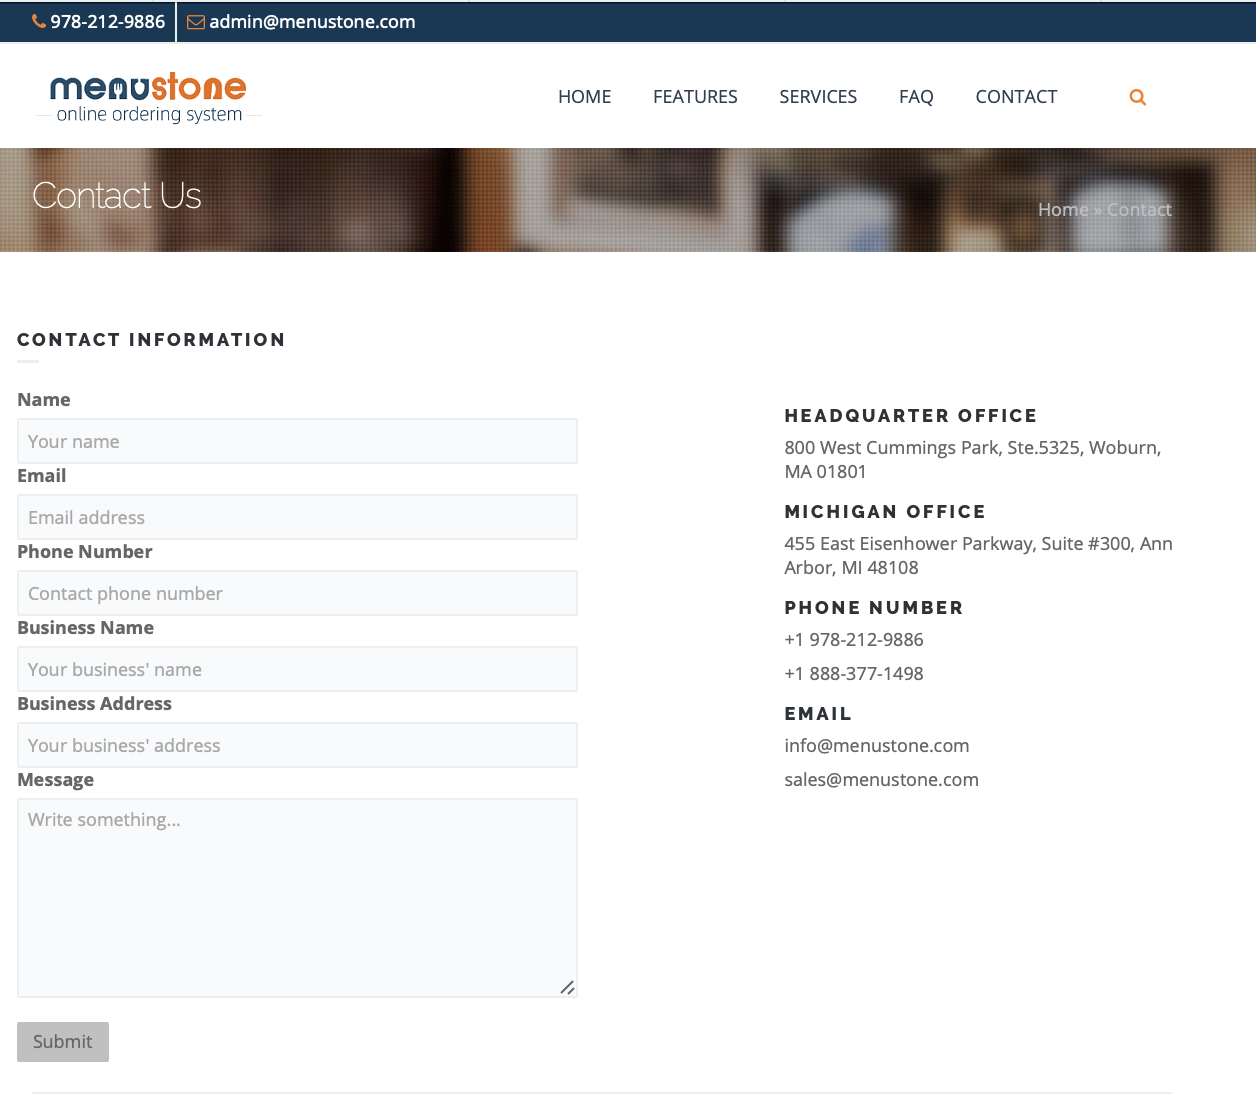 978-212-9886
admin@menustone.com
menustone
online ordering system
HOME
FEATURES
SERVICES
FAQ
CONTACT
Contact Us
Home » Contact
CONTACT INFORMATION
Name
Your name
Email
Email address
Phone Number
Contact phone number
Business Name
Your business' name
Business Address
Your business' address
Message
Write something...
Submit
HEADQUARTER OFFICE
800 West Cummings Park, Ste.5325, Woburn,
MA 01801
MICHIGAN OFFICE
455 East Eisenhower Parkway, Suite #300, Ann
Arbor, MI 48108
PHONE NUMBER
+1 978-212-9886
+1 888-377-1498
EMAIL
info@menustone.com
sales@menustone.com